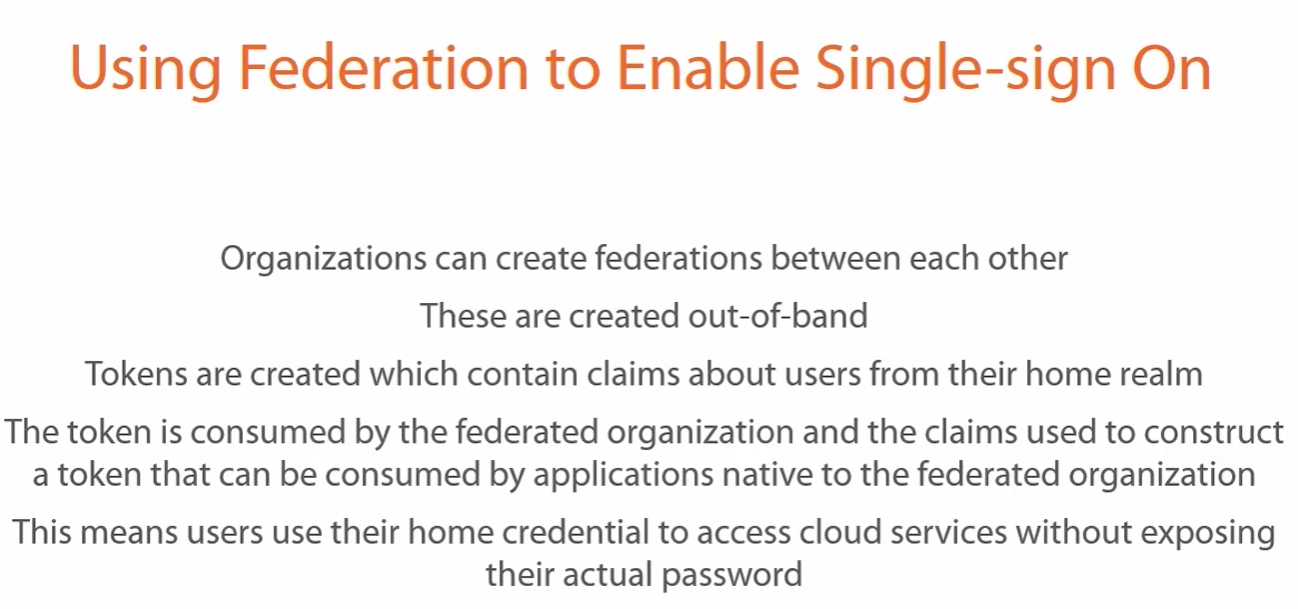 Using Federation to Enable Single-sign On
Organizations can create federations between each other
These are created out-of-band
Tokens are created which contain claims about users from their home realm
The token is consumed by the federated organization and the claims used to construct
a token that can be consumed by applications native to the federated organization
This means users use their home credential to access cloud services without exposing
their actual password